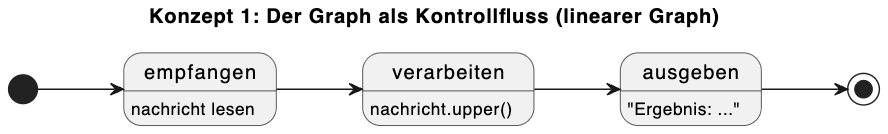 Konzept 1: Der Graph als Kontrollfluss (linearer Graph)
empfangen
nachricht lesen
verarbeiten
nachricht.upper()
ausgeben
"Ergebnis: ..."